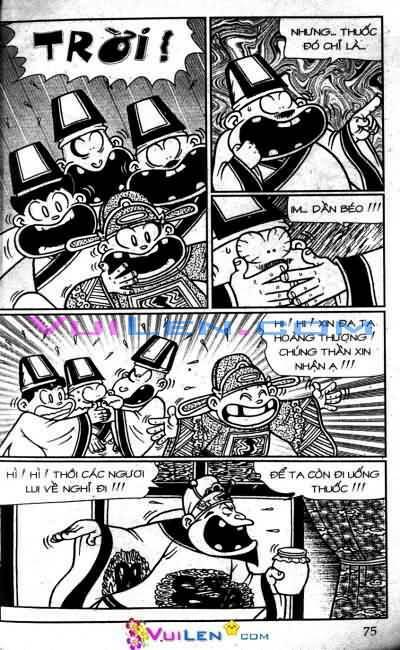 TRỜI!
NHƯNG... THUỐC
ĐÓ CHỈ LÀ...
IM... DẦN BÉO !!!
HI! HI! XIN ĐA TẠ
HOÀNG THƯỢNG!
CHÚNG THẦN XIN
NHẬN Ạ !!!
VUILEN.COM
HÌ! HÌ! THÔI CÁC NGƯƠI
LUI VỀ NGHỈ ĐI !!!
ĐỂ TA CÒN ĐI UỐNG
THUỐC !!!
75
VUILEN.COM